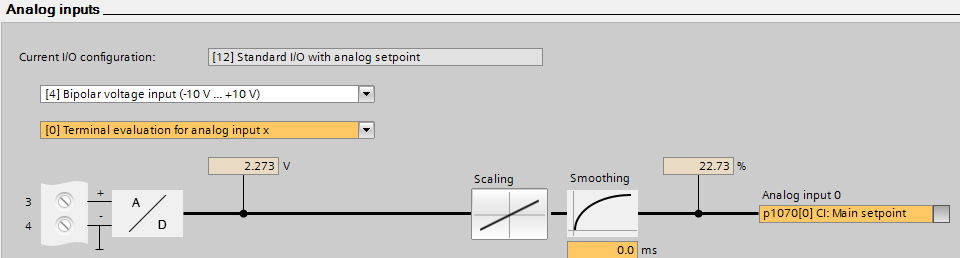 Analog inputs
Current I/O configuration: [12] Standard I/O with analog setpoint
[4] Bipolar voltage input (-10 V ... +10 V)
[0] Terminal evaluation for analog input x
2.273 V
22.73 %
Scaling
Smoothing
Analog input 0
3 + A
p1070[0] CI: Main setpoint
4 - D
0.0 ms